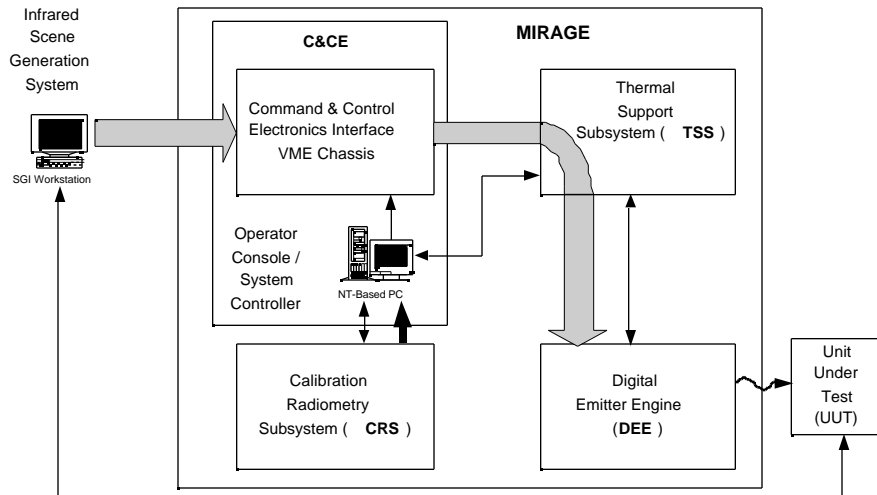 Infrared
Scene
Generation
System
SGI Workstation
MIRAGE
C&CE
Command & Control
Electronics Interface
VME Chassis
Operator
Console /
System
Controller
NT-Based PC
Thermal
Support
Subsystem ( TSS )
Calibration
Radiometry
Subsystem ( CRS )
Digital
Emitter Engine
(DEE )
Unit
Under
Test
(UUT)